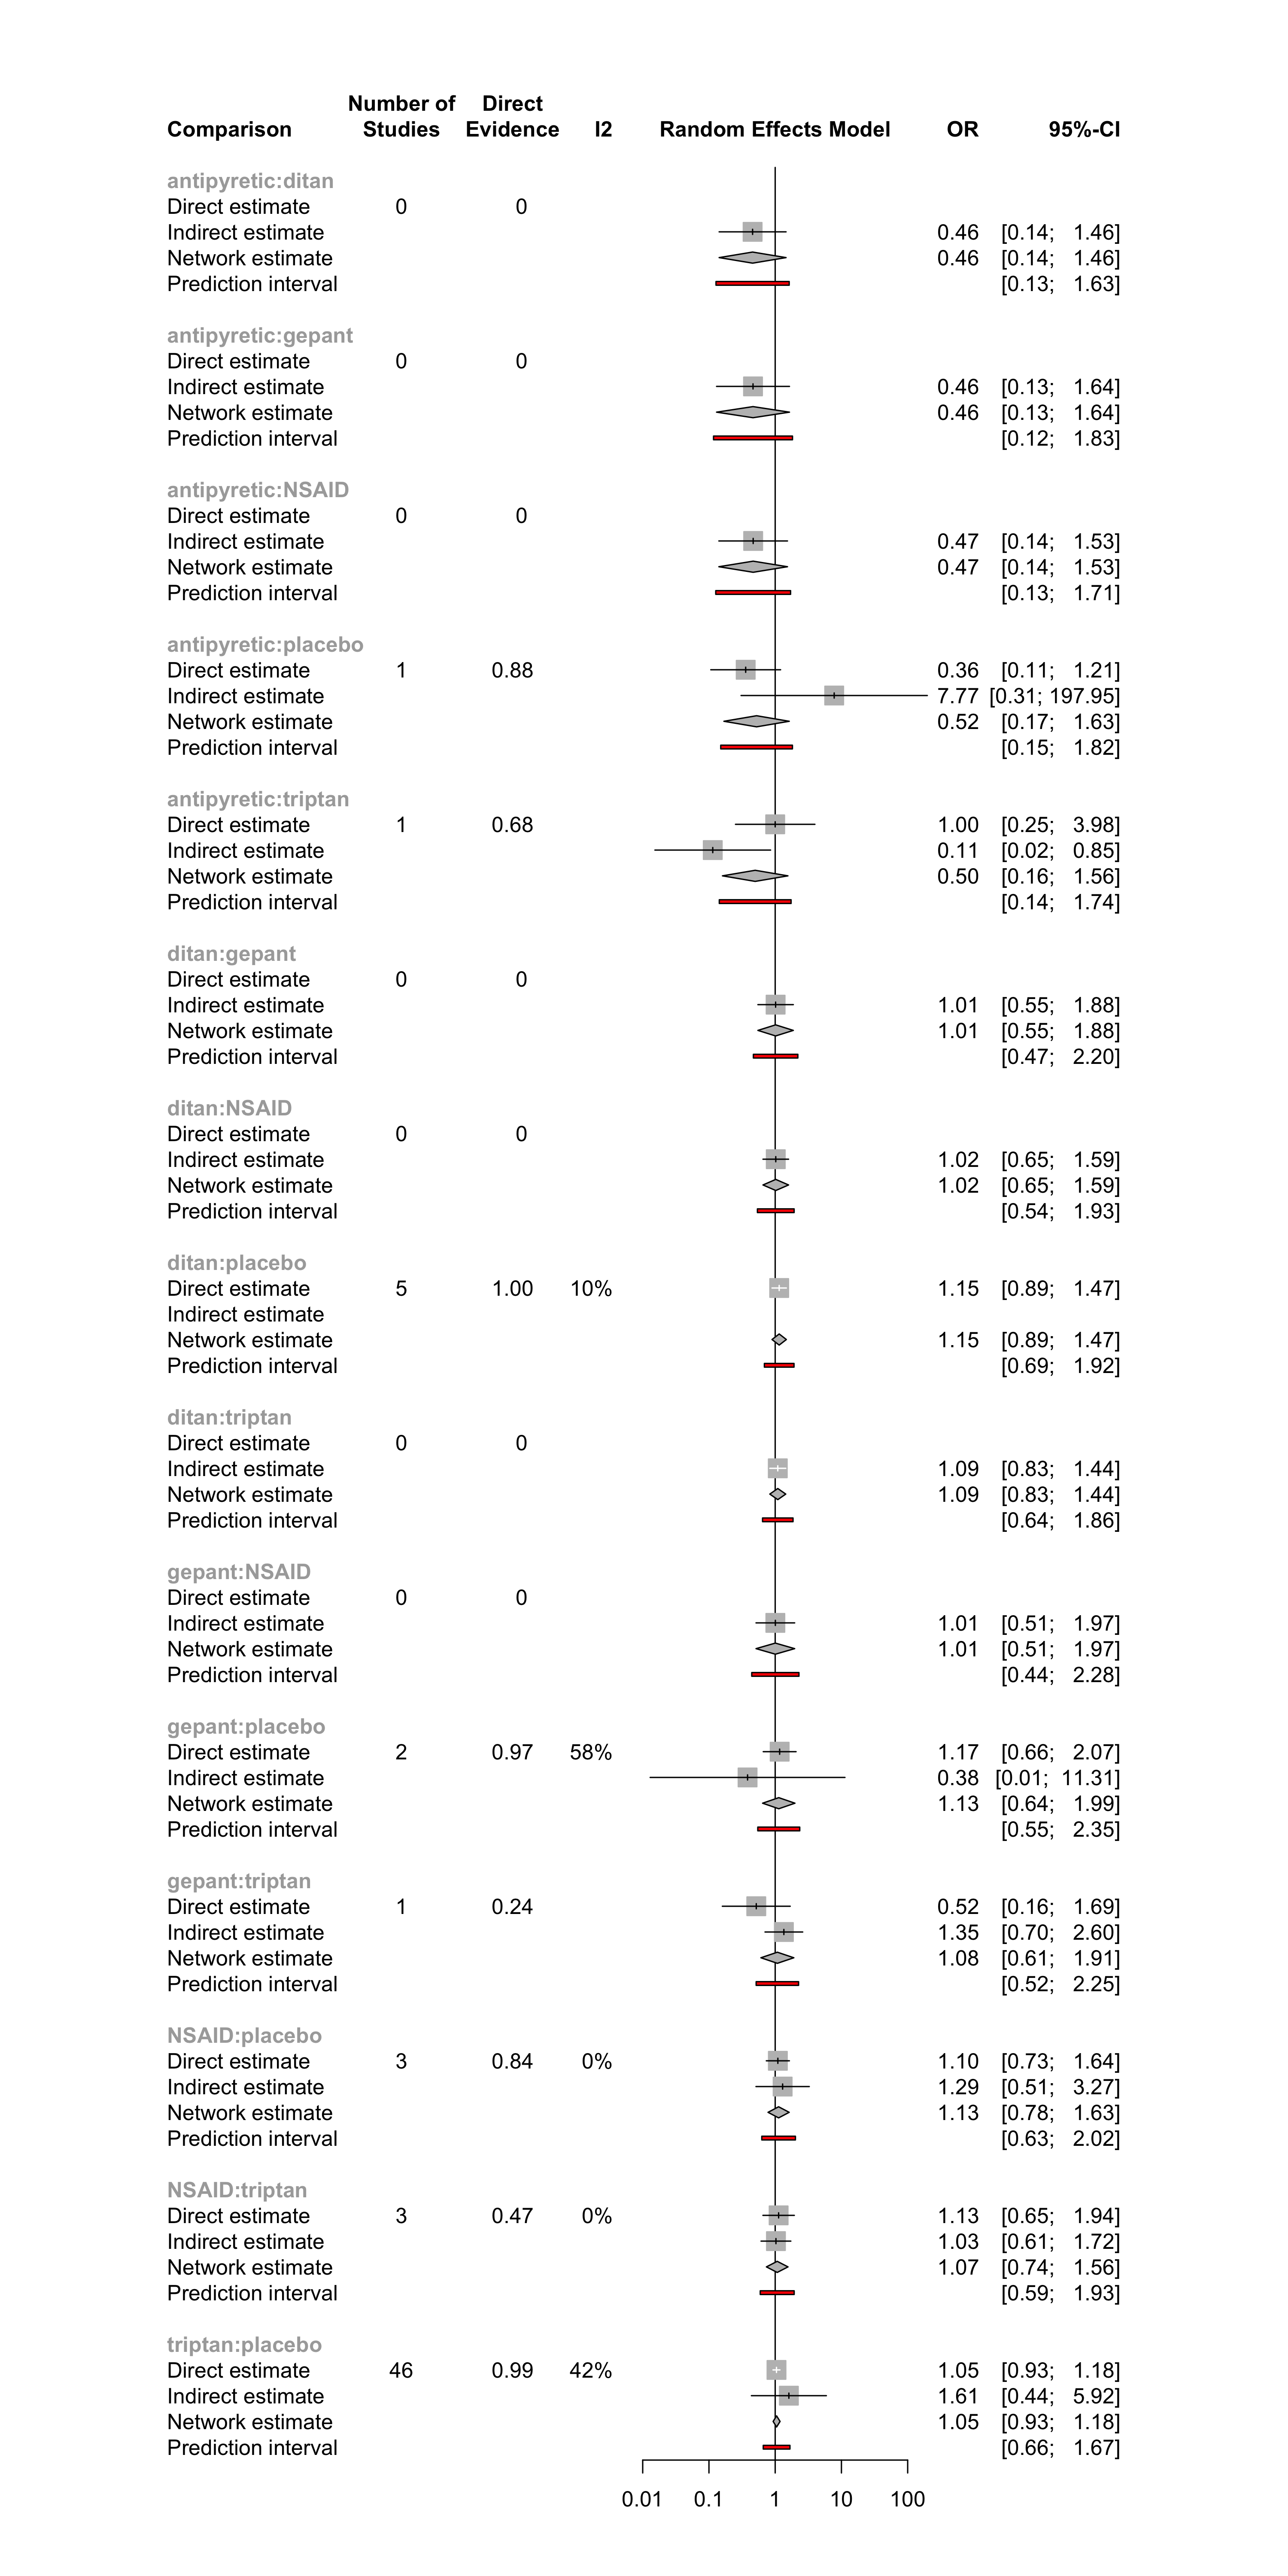 Number of Direct
Comparison Studies Evidence I2 Random Effects Model OR 95%-CI
antipyretic:ditan
Direct estimate 0 0
Indirect estimate 0.46 [0.14; 1.46]
Network estimate 0.46 [0.14; 1.46]
Prediction interval [0.13; 1.63]
antipyretic:gepant
Direct estimate 0 0
Indirect estimate 0.46 [0.13; 1.64]
Network estimate 0.46 [0.13; 1.64]
Prediction interval [0.12; 1.83]
antipyretic:NSAID
Direct estimate 0 0
Indirect estimate 0.47 [0.14; 1.53]
Network estimate 0.47 [0.14; 1.53]
Prediction interval [0.13; 1.71]
antipyretic:placebo
Direct estimate 1 0.88 0.36 [0.11; 1.21]
Indirect estimate 7.77 [0.31; 197.95]
Network estimate 0.52 [0.17; 1.63]
Prediction interval [0.15; 1.82]
antipyretic:triptan
Direct estimate 1 0.68 1.00 [0.25; 3.98]
Indirect estimate 0.11 [0.02; 0.85]
Network estimate 0.50 [0.16; 1.56]
Prediction interval [0.14; 1.74]
ditan:gepant
Direct estimate 0 0
Indirect estimate 1.01 [0.55; 1.88]
Network estimate 1.01 [0.55; 1.88]
Prediction interval [0.47; 2.20]
ditan:NSAID
Direct estimate 0 0
Indirect estimate 1.02 [0.65; 1.59]
Network estimate 1.02 [0.65; 1.59]
Prediction interval [0.54; 1.93]
ditan:placebo
Direct estimate 5 1.00 10% 1.15 [0.89; 1.47]
Indirect estimate
Network estimate 1.15 [0.89; 1.47]
Prediction interval [0.69; 1.92]
ditan:triptan
Direct estimate 0 0
Indirect estimate 1.09 [0.83; 1.44]
Network estimate 1.09 [0.83; 1.44]
Prediction interval [0.64; 1.86]
gepant:NSAID
Direct estimate 0 0
Indirect estimate 1.01 [0.51; 1.97]
Network estimate 1.01 [0.51; 1.97]
Prediction interval [0.44; 2.28]
gepant:placebo
Direct estimate 2 0.97 58% 1.17 [0.66; 2.07]
Indirect estimate 0.38 [0.01; 11.31]
Network estimate 1.13 [0.64; 1.99]
Prediction interval [0.55; 2.35]
gepant:triptan
Direct estimate 1 0.24 0.52 [0.16; 1.69]
Indirect estimate 1.35 [0.70; 2.60]
Network estimate 1.08 [0.61; 1.91]
Prediction interval [0.52; 2.25]
NSAID:placebo
Direct estimate 3 0.84 0% 1.10 [0.73; 1.64]
Indirect estimate 1.29 [0.51; 3.27]
Network estimate 1.13 [0.78; 1.63]
Prediction interval [0.63; 2.02]
NSAID:triptan
Direct estimate 3 0.47 0% 1.13 [0.65; 1.94]
Indirect estimate 1.03 [0.61; 1.72]
Network estimate 1.07 [0.74; 1.56]
Prediction interval [0.59; 1.93]
triptan:placebo
Direct estimate 46 0.99 42% 1.05 [0.93; 1.18]
Indirect estimate 1.61 [0.44; 5.92]
Network estimate 1.05 [0.93; 1.18]
Prediction interval [0.66; 1.67]
0.01 0.1 1 10 100